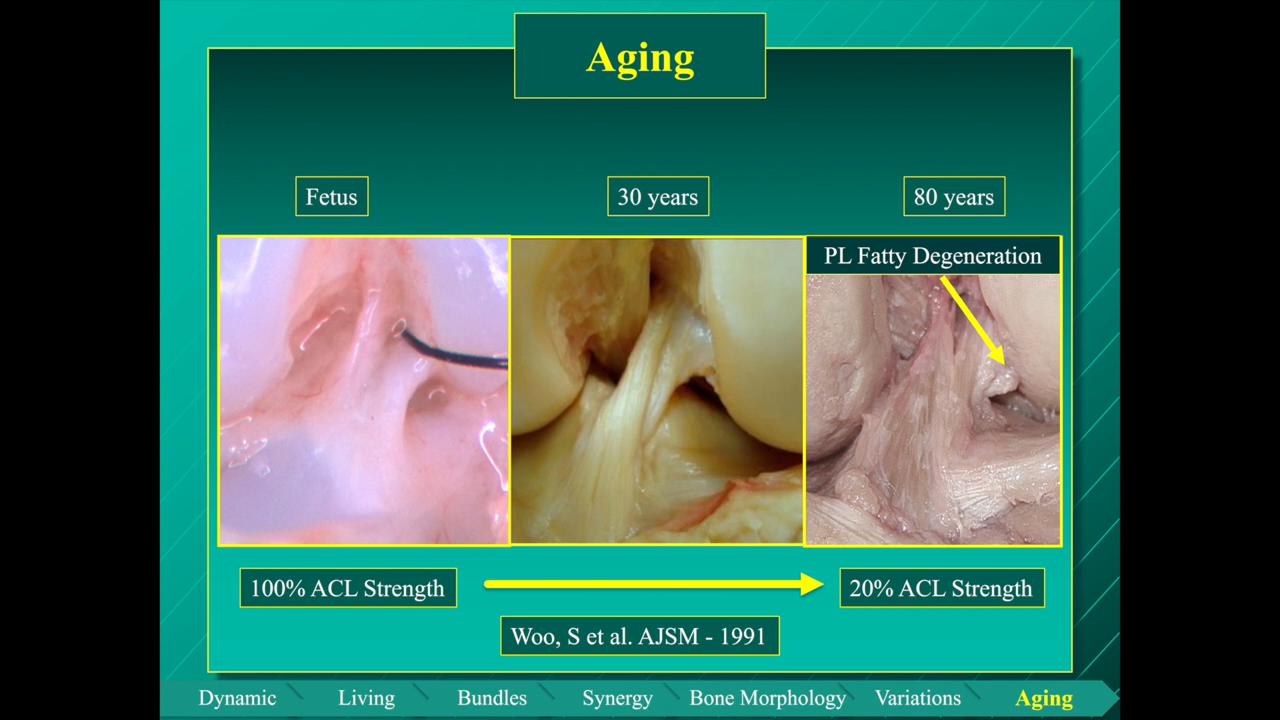 Aging
Fetus
30 years
80 years
PL Fatty Degeneration
100% ACL Strength
20% ACL Strength
Woo, S et al. AJSM - 1991
Dynamic
Living
Bundles
Synergy
Bone Morphology
Variations
Aging